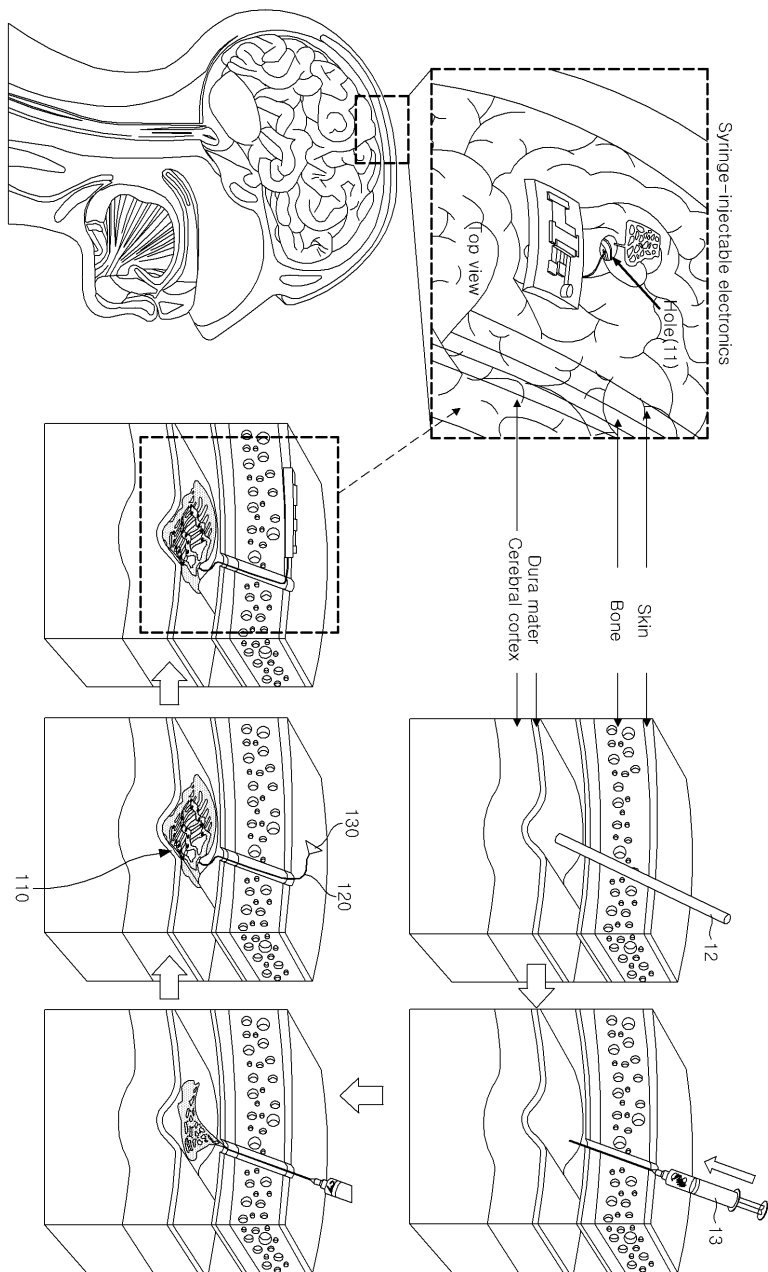 Syringe-injectable electronics
Hole(11)
Top view
Skin
Bone
Dura mater
Cerebral cortex
12
13
130
120
110